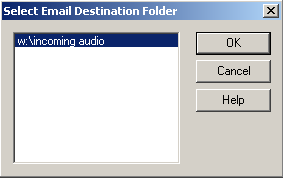 Select Email Destination Folder
w:\incoming audio
OK
Cancel
Help